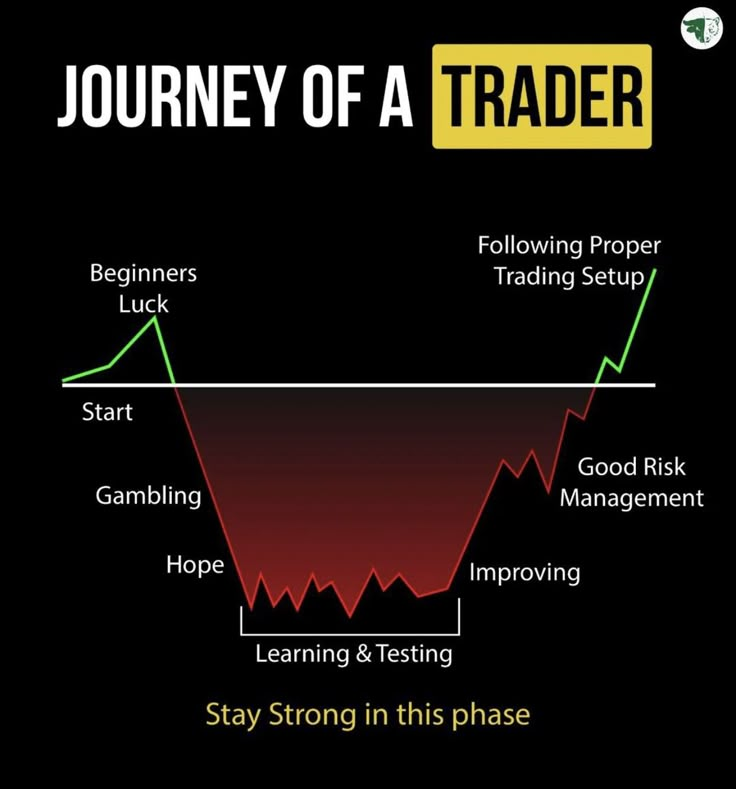 JOURNEY OF A TRADER
Beginners
Luck
Following Proper
Trading Setup
Start
Gambling
Good Risk
Management
Hope
Improving
Learning & Testing
Stay Strong in this phase